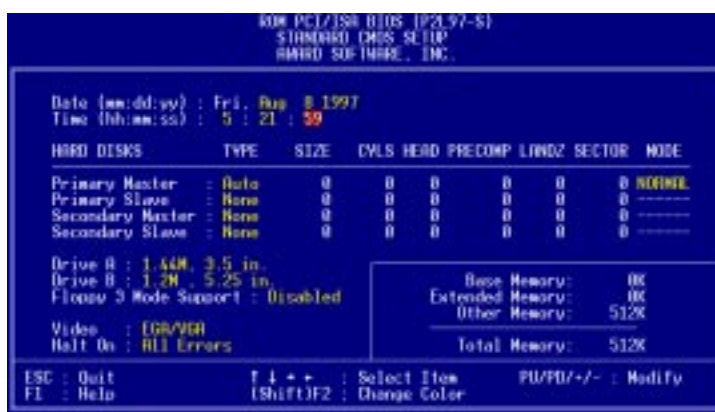 ROM PCI/ISA BIOS (P2L97-S)
STANDARD CMOS SETUP
AWARD SOFTWARE, INC.
Date (mm:dd:yy) : Fri, Aug 8 1997
Time (hh:mm:ss) : 5 : 21 : 59
HARD DISKS TYPE SIZE CYLS HEAD PRECOMP LANDZ SECTOR MODE
Primary Master : Auto 0 0 0 0 0 0 NORMAL
Primary Slave : None 0 0 0 0 0 0 ------
Secondary Master : None 0 0 0 0 0 0 ------
Secondary Slave : None 0 0 0 0 0 0 ------
Drive A : 1.44M, 3.5 in.
Drive B : 1.2M , 5.25 in.
Floppy 3 Mode Support : Disabled
Video : EGA/VGA
Halt On : All Errors
Base Memory: 0K
Extended Memory: 0K
Other Memory: 512K
Total Memory: 512K
ESC : Quit ↑ ↓ → ← : Select Item PU/PD/+/- : Modify
F1 : Help (Shift)F2 : Change Color